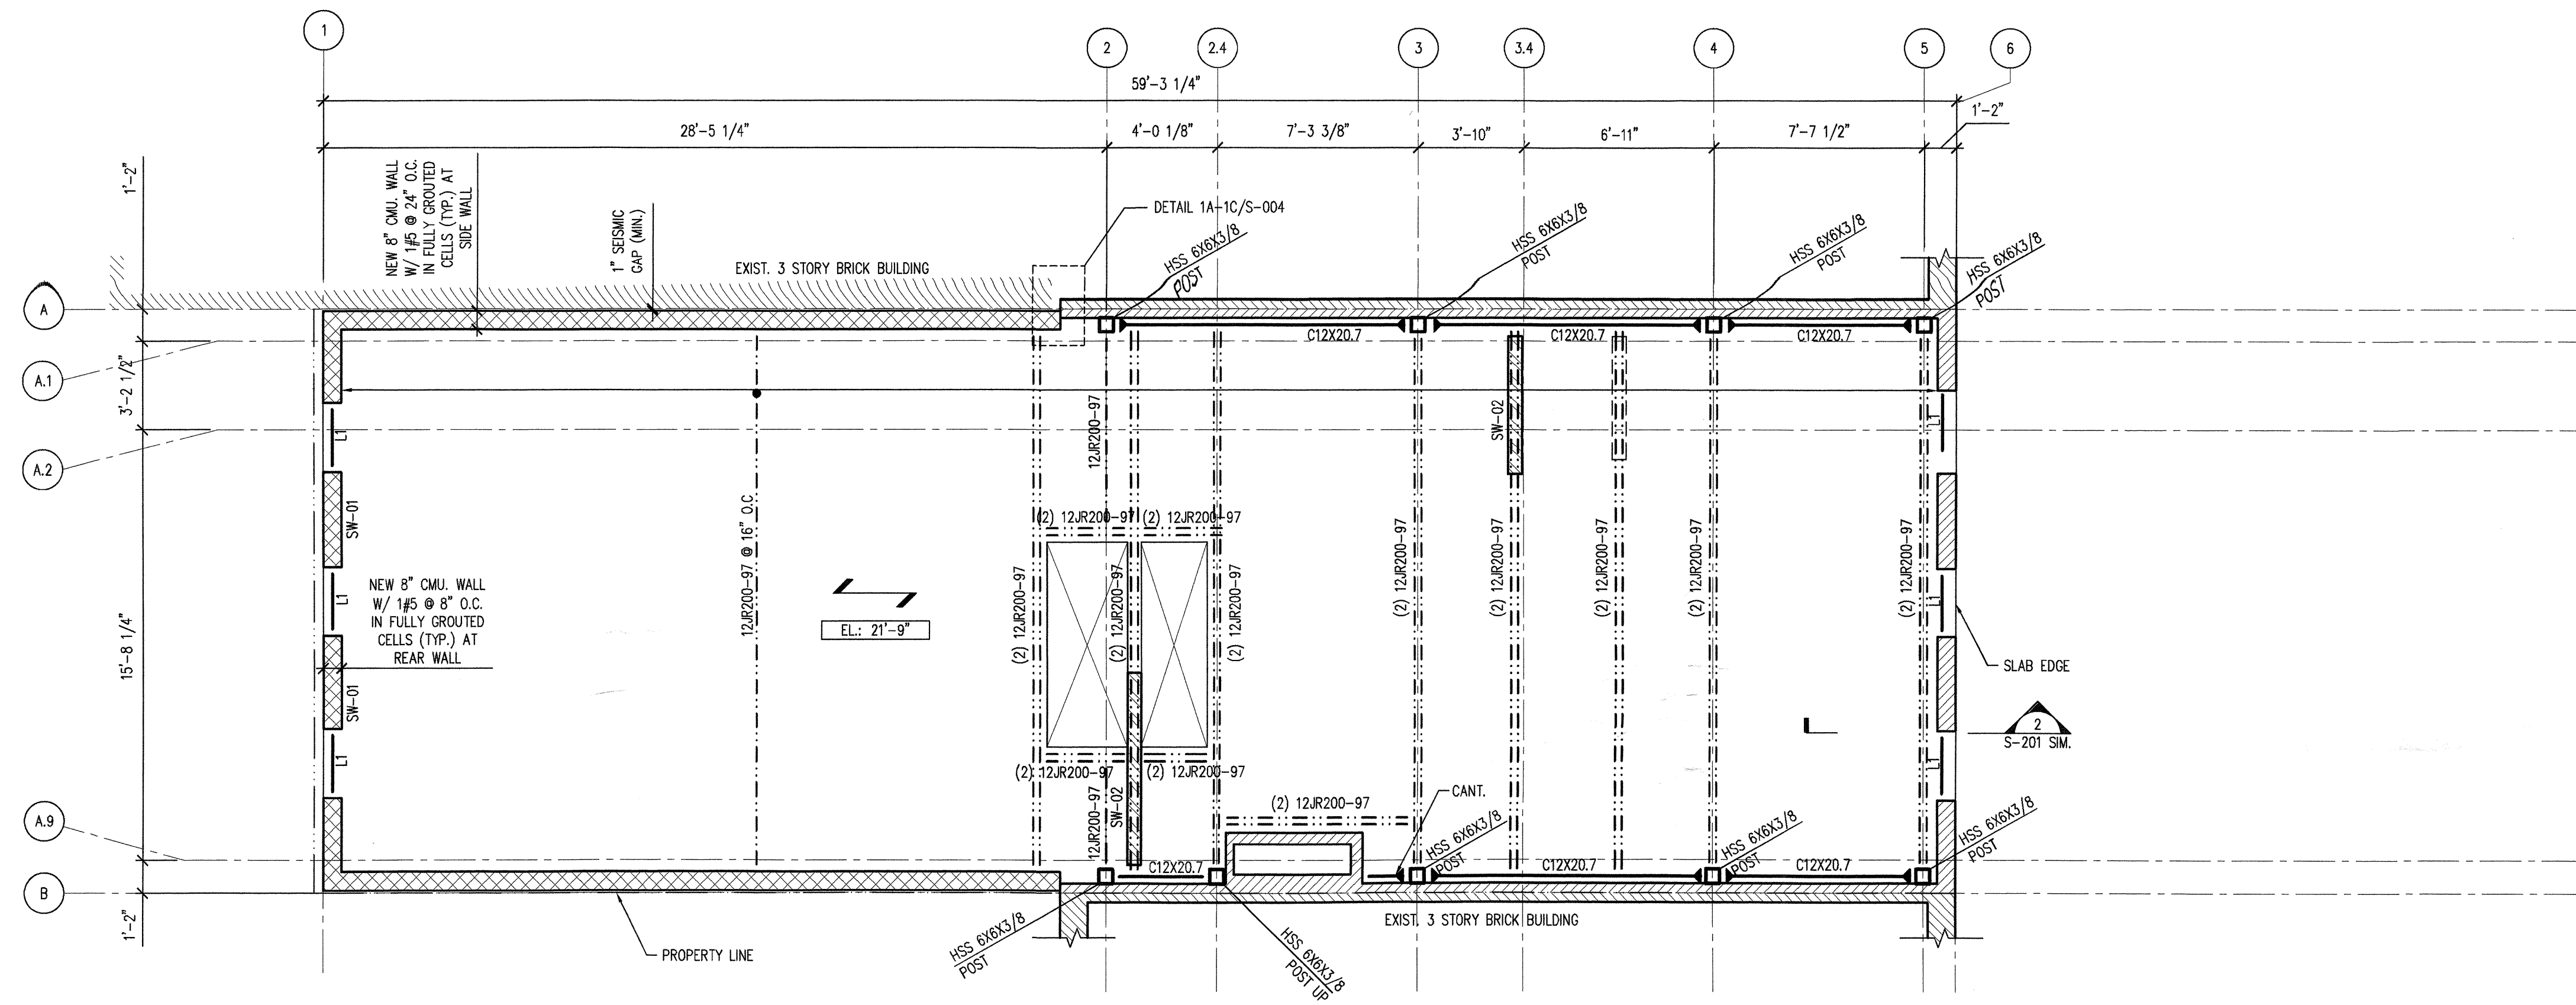 1
2
2.4
3
3.4
4
5
6
59'-3 1/4"
28'-5 1/4"
4'-0 1/8"
7'-3 3/8"
3'-10"
6'-11"
7'-7 1/2"
1'-2"
1'-2"
NEW 8" CMU. WALL
W/ 1#5 @ 24" O.C.
IN FULLY GROUTED
CELLS (TYP.) AT
SIDE WALL
1" SEISMIC
GAP (MIN.)
EXIST. 3 STORY BRICK BUILDING
DETAIL 1A-1C/S-004
HSS 6X6X3/8
POST
HSS 6X6X3/8
POST
HSS 6X6X3/8
POST
HSS 6X6X3/8
POST
A
A.1
A.2
A.9
B
3'-2 1/2"
15'-8 1/4"
1'-2"
C12X20.7
C12X20.7
C12X20.7
L1
SW-01
L1
SW-01
L1
NEW 8" CMU. WALL
W/ 1#5 @ 8" O.C.
IN FULLY GROUTED
CELLS (TYP.) AT
REAR WALL
12JR200-97 @ 16" O.C
EL.: 21'-9"
12JR200-97
(2) 12JR200-97
(2) 12JR200-97
(2) 12JR200-97
(2) 12JR200-97
(2) 12JR200-97
(2) 12JR200-97
(2) 12JR200-97
12JR200-97
SW-02
C12X20.7
(2) 12JR200-97
SW-02
(2) 12JR200-97
(2) 12JR200-97
(2) 12JR200-97
(2) 12JR200-97
(2) 12JR200-97
L1
L1
L1
SLAB EDGE
2
S-201 SIM.
CANT.
HSS 6X6X3/8
POST
C12X20.7
HSS 6X6X3/8
POST
C12X20.7
HSS 6X6X3/8
POST
EXIST. 3 STORY BRICK BUILDING
HSS 6X6X3/8
POST
HSS 6X6X3/8
POST UP
PROPERTY LINE